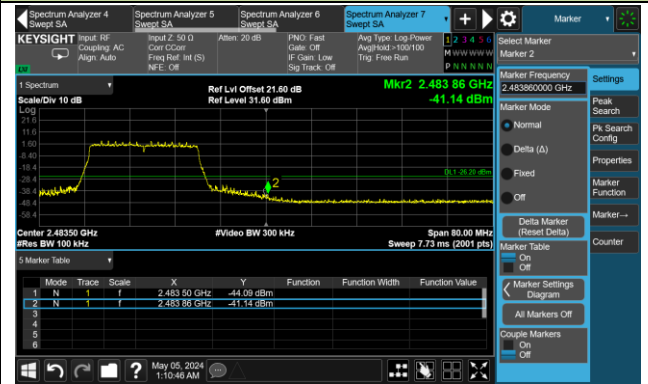 Spectrum Analyzer 4
Swept SA
Spectrum Analyzer 5
Swept SA
Spectrum Analyzer 6
Swept SA
Spectrum Analyzer 7
Swept SA
Marker
KEYSIGHT
Input: RF
Coupling: AC
Align: Auto
Input Z: 50 Ω
Corr CCorr
Freq Ref: Int (S)
NFE: Off
Atten: 20 dB
PNO: Fast
Gate: Off
IF Gain: Low
Sig Track: Off
Avg Type: Log-Power
Avg|Hold >100/100
Trig: Free Run
1 2 3 4 5 6
M W W W W W
P N N N N N
Select Marker
Marker 2
1 Spectrum
Scale/Div 10 dB
Log
Ref Lvl Offset 21.60 dB
Ref Level 31.60 dBm
Mkr2 2.483 86 GHz
-41.14 dBm
21.6
11.6
1.60
-8.40
-18.4
-28.4
-38.4
-48.4
-58.4
DL1 -26.20 dBm
2
Center 2.48350 GHz
#Res BW 100 kHz
#Video BW 300 kHz
Span 80.00 MHz
Sweep 7.73 ms (2001 pts)
5 Marker Table
Mode Trace Scale X Y Function Function Width Function Value
1 N 1 f 2.483 50 GHz -44.09 dBm
2 N 1 f 2.483 86 GHz -41.14 dBm
3
4
5
6
Marker Frequency
2.483860000 GHz
Marker Mode
Normal
Delta (Δ)
Fixed
Off
Delta Marker
(Reset Delta)
Marker Table
On
Off
Marker Settings
Diagram
All Markers Off
Couple Markers
On
Off
Settings
Peak
Search
Pk Search
Config
Properties
Marker
Function
Marker→
Counter
May 05, 2024
1:10:46 AM